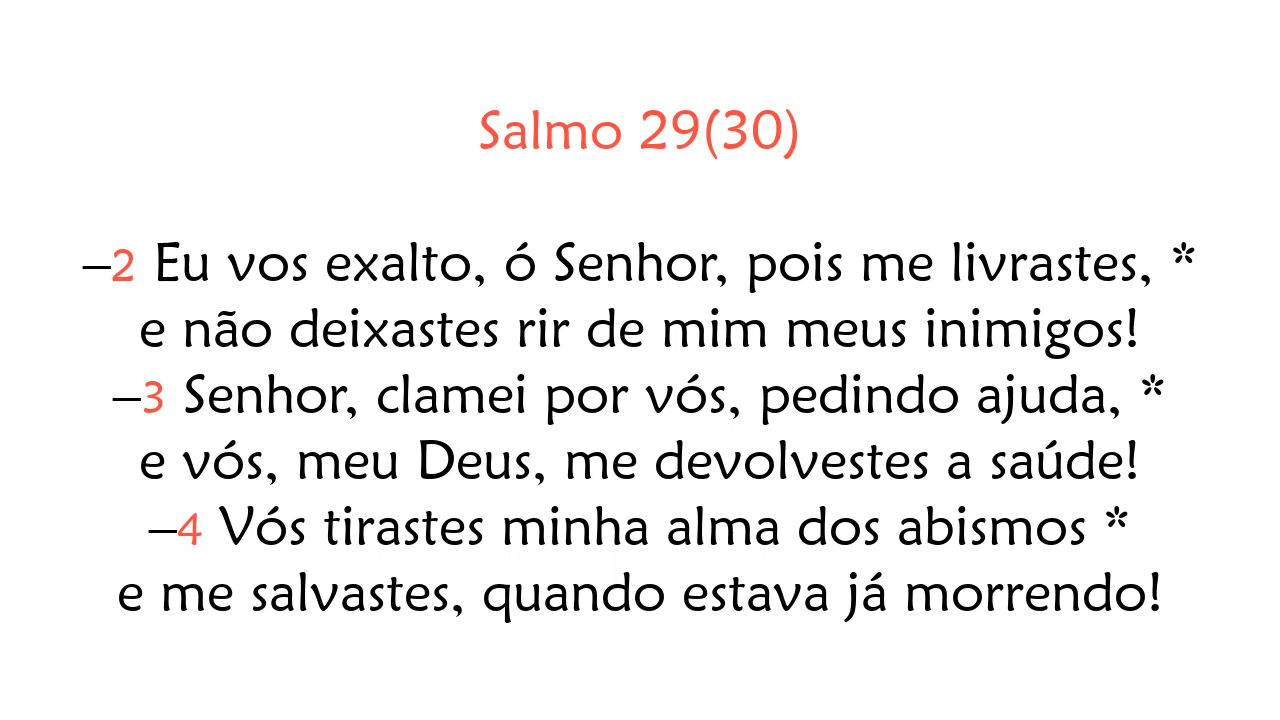 Salmo 29(30)
–2 Eu vos exalto, ó Senhor, pois me livrastes, *
e não deixastes rir de mim meus inimigos!
–3 Senhor, clamei por vós, pedindo ajuda, *
e vós, meu Deus, me devolvestes a saúde!
–4 Vós tirastes minha alma dos abismos *
e me salvastes, quando estava já morrendo!